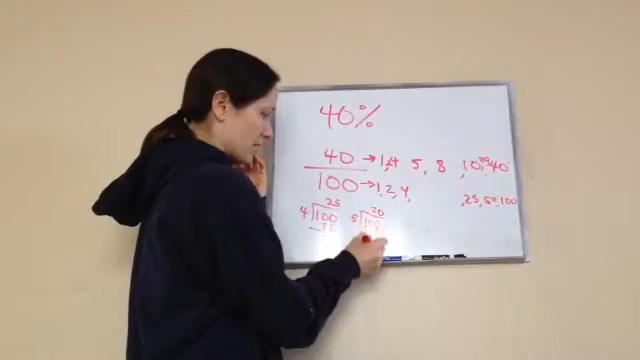 40%
40 → 1, 4 5, 8 10, 20, 40
100 → 1, 2, 4, , 25, 50, 100
25 20
4 100 5 100